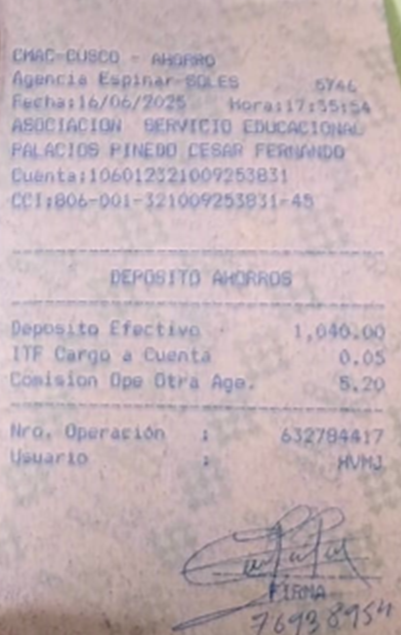 CMAC-CUSCO - AHORRO
Agencia Espinar-SOLES 5746
Fecha:16/06/2025 Hora:17:35:54
ASOCIACION SERVICIO EDUCACIONAL
PALACIOS PINEDO CESAR FERNANDO
Cuenta:106012321009253831
CCI:806-001-321009253831-45
DEPOSITO AHORROS
Deposito Efectivo 1,040.00
ITF Cargo a Cuenta 0.05
Comision Ope Otra Age. 5.20
Nro. Operación : 632784417
Usuario : HVMJ
FIRMA
76938954